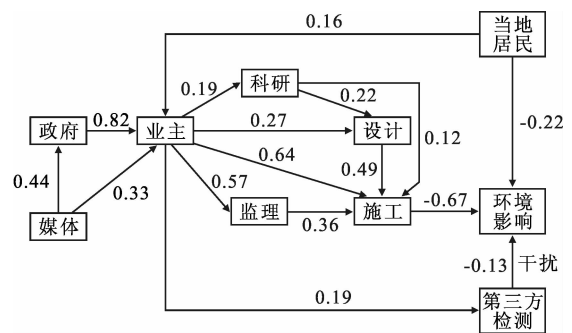 0.16
当地
居民
科研
0.19
0.22
政府
0.82
业主
0.27
设计
0.12
-0.22
0.44
0.33
0.64
0.49
0.57
媒体
监理
0.36
施工
-0.67
环境
影响
-0.13
干扰
0.19
第三方
检测